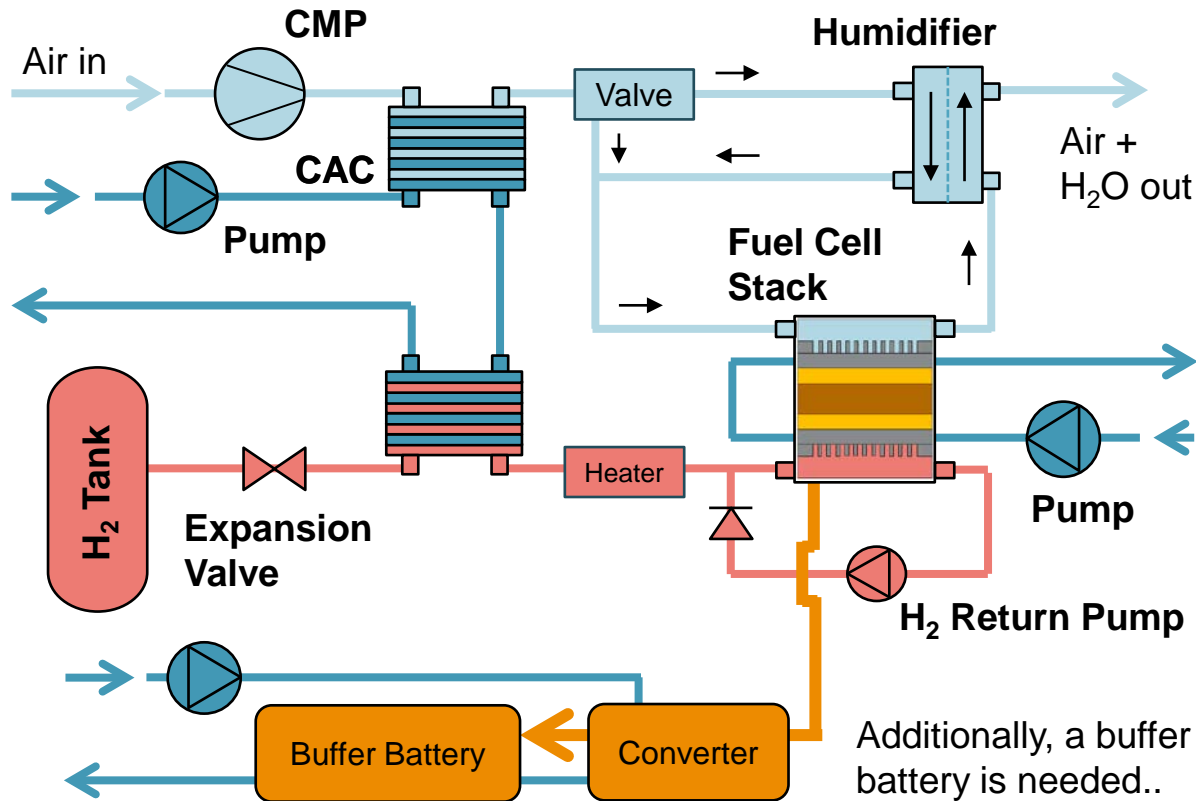 CMP
Humidifier
Air in
Valve
CAC
Air +
H₂O out
Pump
Fuel Cell
Stack
H₂ Tank
Heater
Expansion
Valve
Pump
H₂ Return Pump
Buffer Battery
Converter
Additionally, a buffer
battery is needed..